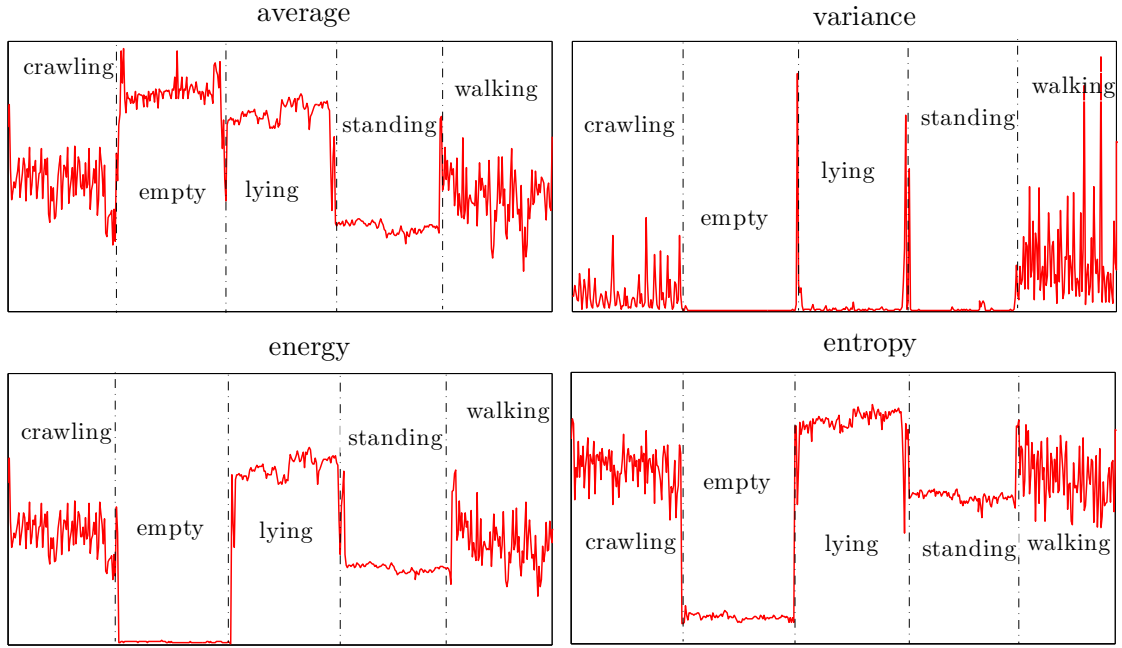 average
crawling
empty
lying
standing
walking
variance
crawling
empty
lying
standing
walking
energy
crawling
empty
lying
standing
walking
entropy
crawling
empty
lying
standing
walking